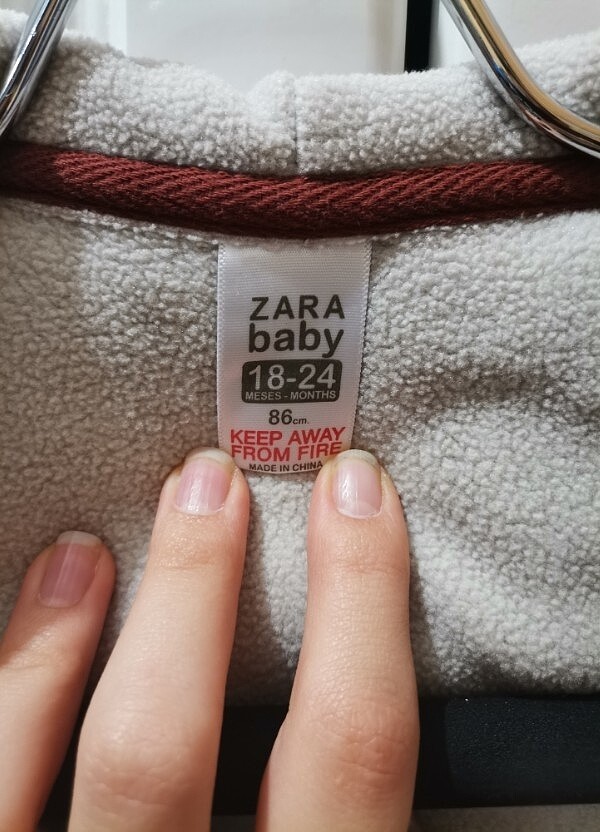 ZARA
baby
18-24
MESES - MONTHS
86cm.
KEEP AWAY
FROM FIRE
MADE IN CHINA